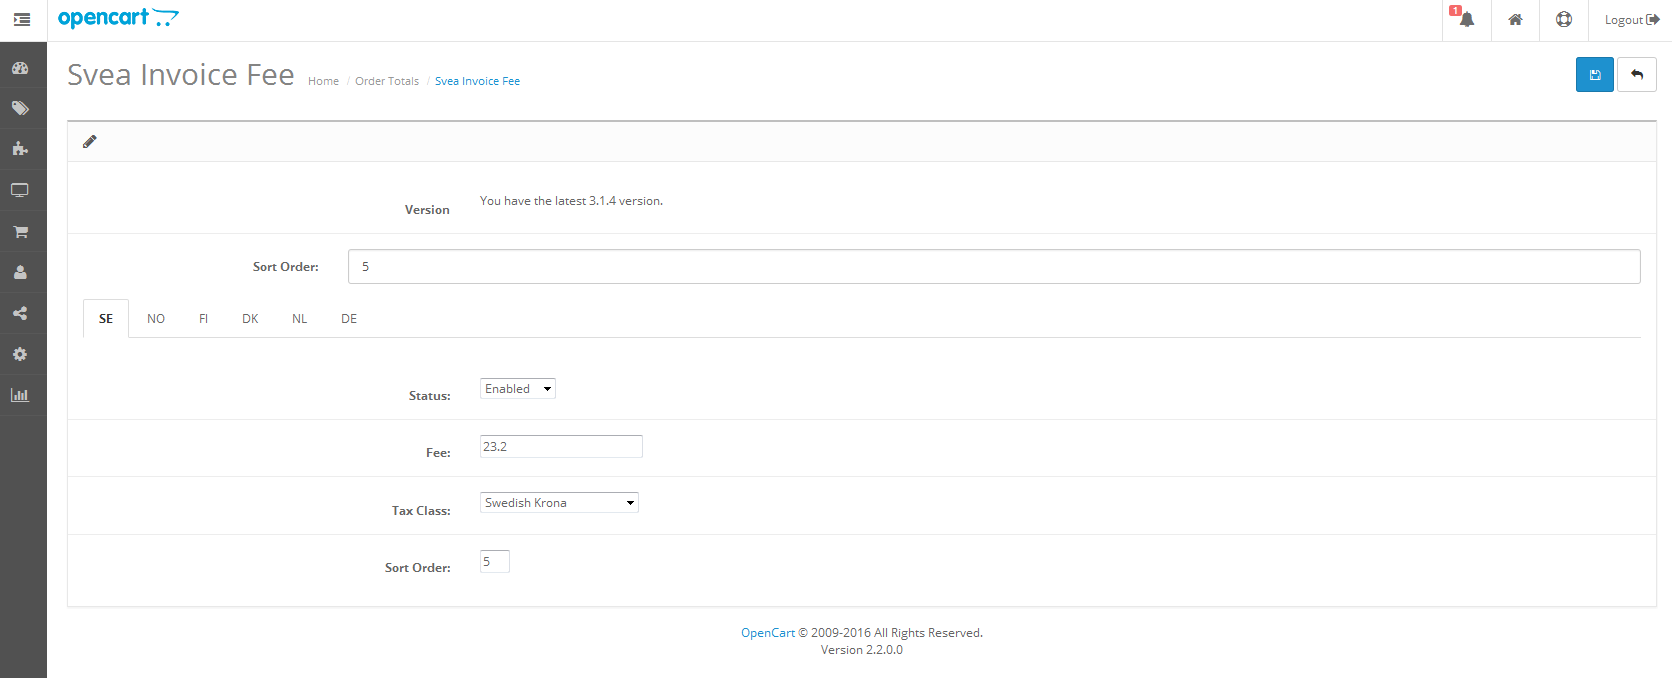 opencart
1
Logout
Svea Invoice Fee
Home / Order Totals / Svea Invoice Fee
Version
You have the latest 3.1.4 version.
Sort Order:
5
SE NO FI DK NL DE
Status:
Enabled
Fee:
23.2
Tax Class:
Swedish Krona
Sort Order:
5
OpenCart © 2009-2016 All Rights Reserved.
Version 2.2.0.0